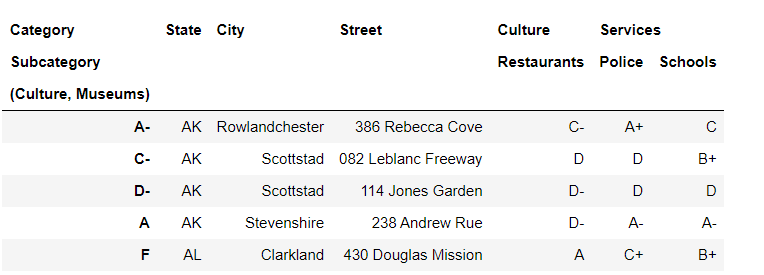 Category State City Street Culture Services
Subcategory Restaurants Police Schools
(Culture, Museums)
A- AK Rowlandchester 386 Rebecca Cove C- A+ C
C- AK Scottstad 082 Leblanc Freeway D D B+
D- AK Scottstad 114 Jones Garden D- D D
A AK Stevenshire 238 Andrew Rue D- A- A-
F AL Clarkland 430 Douglas Mission A C+ B+